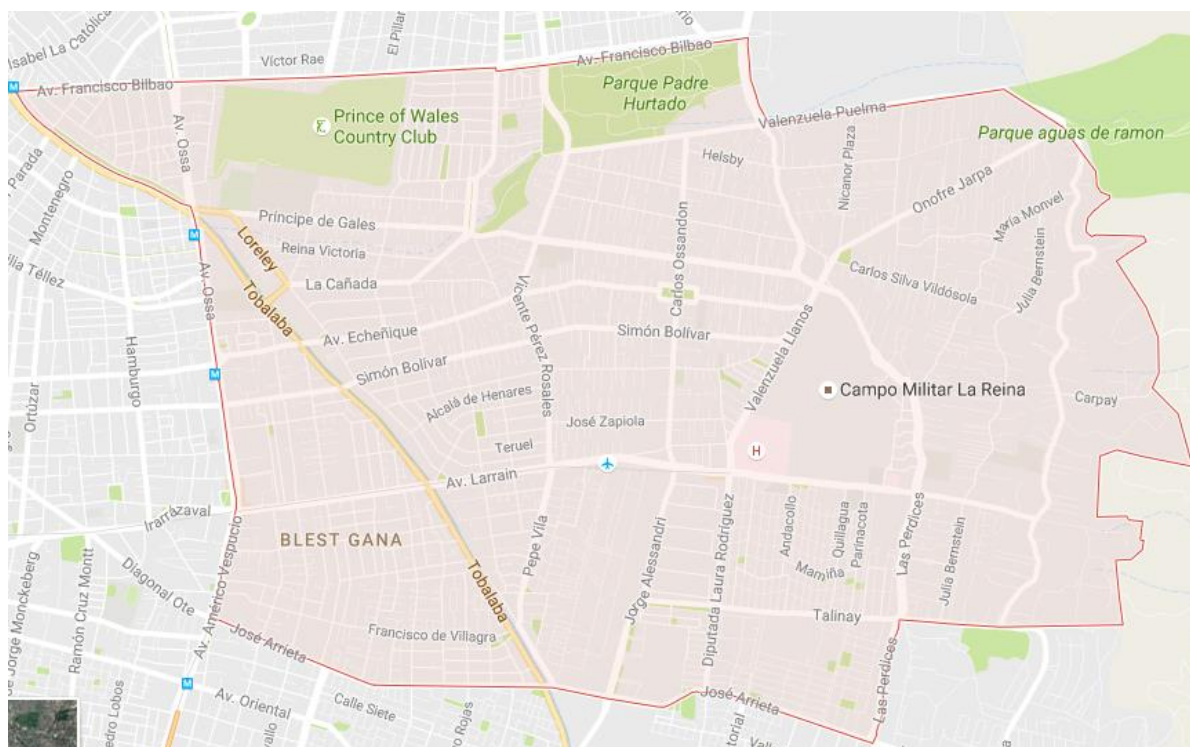 Isabel La Católica
El Pillar
Víctor Rae
Av. Francisco Bilbao
Av. Francisco Bilbao
Parque Padre
Hurtado
Prince of Wales
Country Club
Valenzuela Puelma
Parque aguas de ramon
Av. Ossa
Parada
Montenegro
Helsby
Nicanor Plaza
Onofre Jarpa
María Monvel
Príncipe de Gales
Loreley
Reina Victoria
Carlos Ossandon
Téllez
Av. Ossa
Tobalaba
La Cañada
Vicente Pérez Rosales
Carlos Silva Vildósola
Julia Bernstein
Av. Echeñique
Simón Bolívar
Valenzuela Llanos
Hamburgo
Simón Bolívar
Ortúzar
Alcalá de Henares
Campo Militar La Reina
Carpay
José Zapiola
Teruel
H
Av. Larrain
Irarrázaval
BLEST GANA
Av. Américo Vespucio
Diagonal Ote
Pepe Vila
Jorge Alessandri
Diputada Laura Rodríguez
Andacollo
Quillagua
Parinacota
Mamiña
Las Perdices
Julia Bernstein
Tobalaba
Jorge Monckeberg
Ramón Cruz Montt
José Arrieta
Francisco de Villagra
Talinay
José Arrieta
Las Perdices
Av. Oriental
Calle Siete
Pedro Lobos
Rojas
M
M
M
M